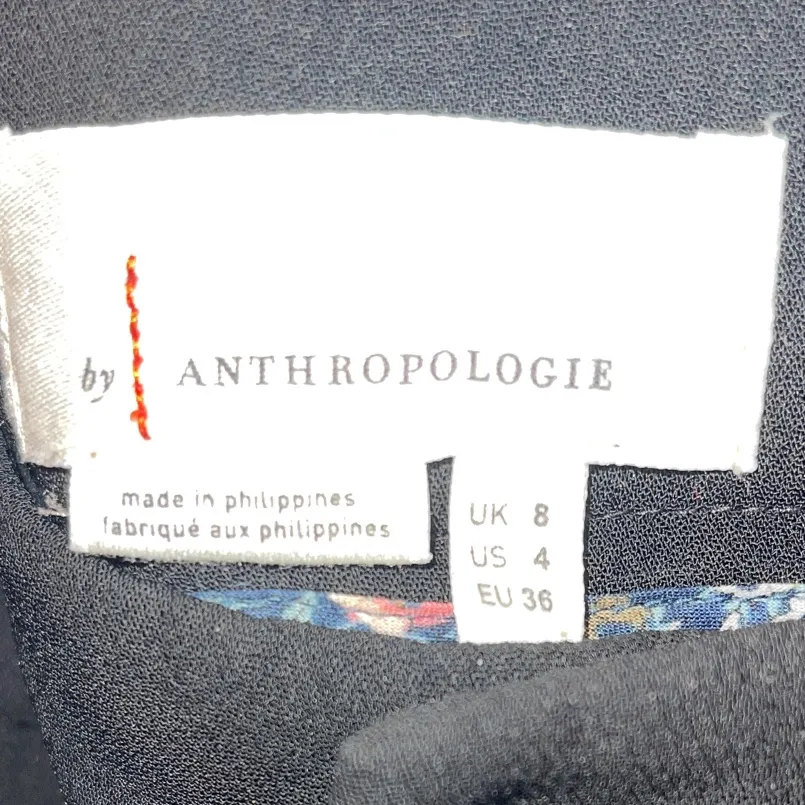 by ANTHROPOLOGIE
made in philippines
fabriqué aux philippines
UK 8
US 4
EU 36